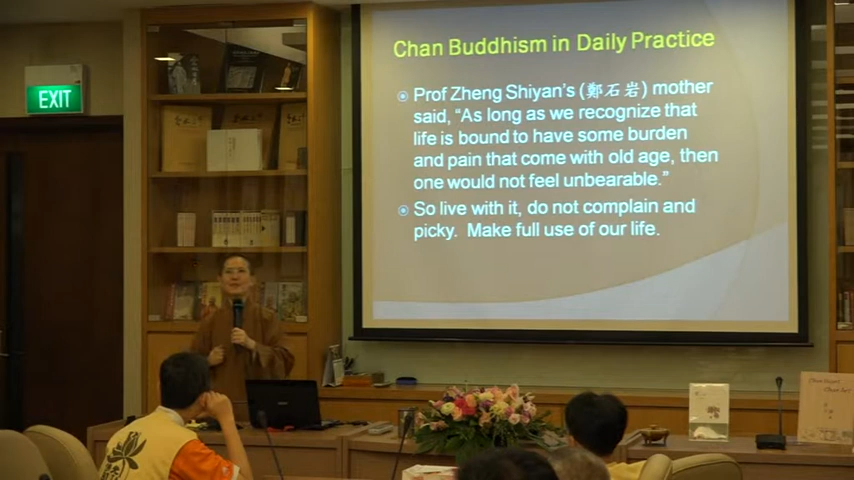 EXIT
Chan Buddhism in Daily Practice
Prof Zheng Shiyan's (鄭石岩) mother
said, "As long as we recognize that
life is bound to have some burden
and pain that come with old age, then
one would not feel unbearable."
So live with it, do not complain and
picky. Make full use of our life.